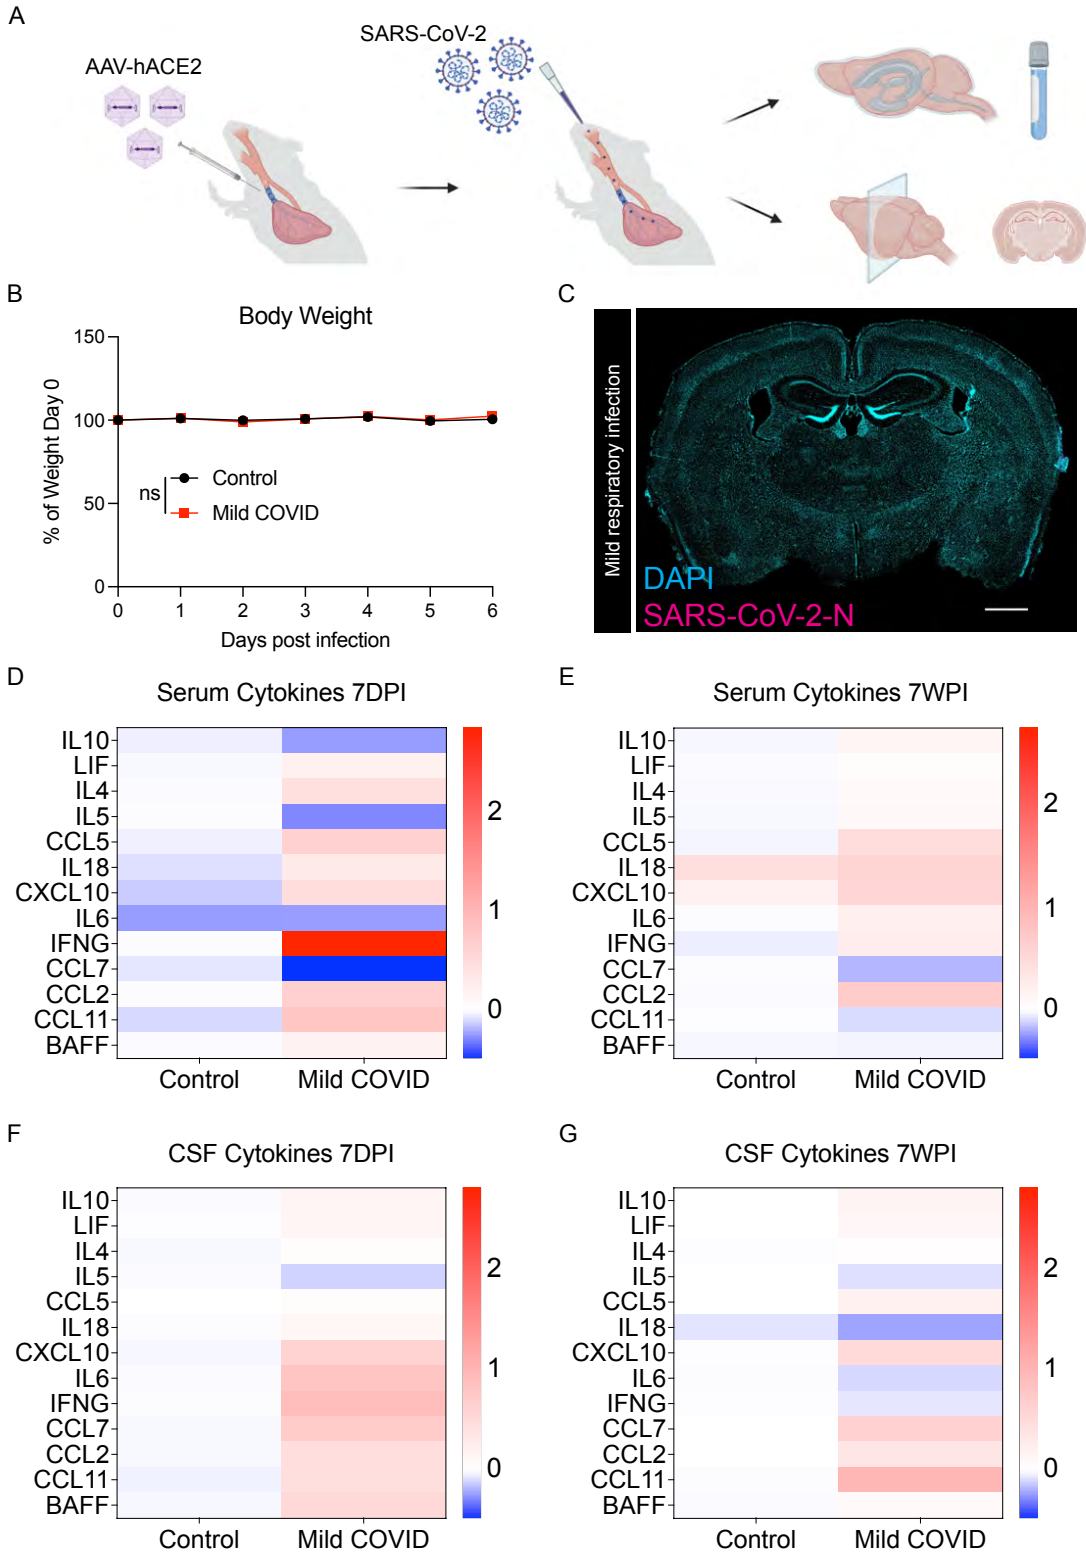 A
AAV-hACE2
SARS-CoV-2
B
Body Weight
% of Weight Day 0
150
100
50
0
ns
Control
Mild COVID
0 1 2 3 4 5 6
Days post infection
C
Mild respiratory infection
DAPI
SARS-CoV-2-N
D
Serum Cytokines 7DPI
IL10
LIF
IL4
IL5
CCL5
IL18
CXCL10
IL6
IFNG
CCL7
CCL2
CCL11
BAFF
Control Mild COVID
2
1
0
E
Serum Cytokines 7WPI
IL10
LIF
IL4
IL5
CCL5
IL18
CXCL10
IL6
IFNG
CCL7
CCL2
CCL11
BAFF
Control Mild COVID
2
1
0
F
CSF Cytokines 7DPI
IL10
LIF
IL4
IL5
CCL5
IL18
CXCL10
IL6
IFNG
CCL7
CCL2
CCL11
BAFF
Control Mild COVID
2
1
0
G
CSF Cytokines 7WPI
IL10
LIF
IL4
IL5
CCL5
IL18
CXCL10
IL6
IFNG
CCL7
CCL2
CCL11
BAFF
Control Mild COVID
2
1
0